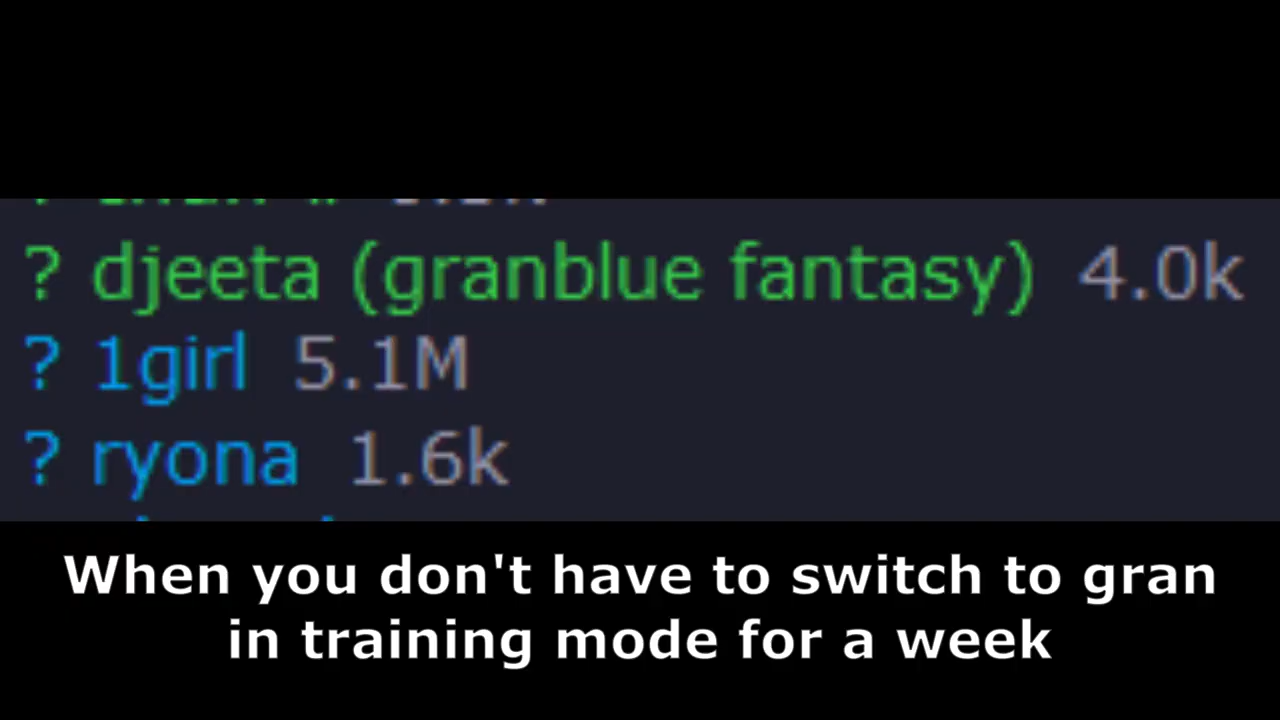 ? djeeta (granblue fantasy) 4.0k
? 1girl 5.1M
? ryona 1.6k
When you don't have to switch to gran
in training mode for a week